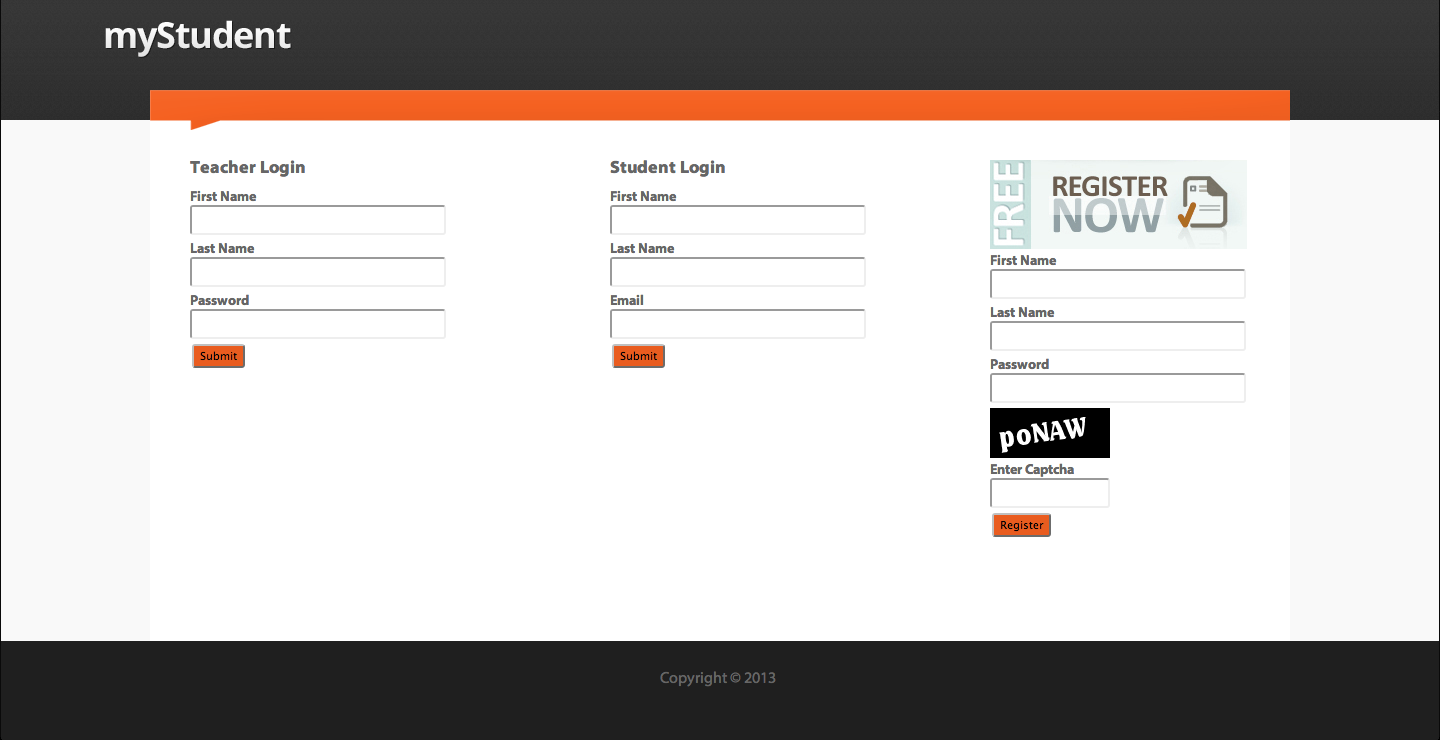 myStudent
Teacher Login
First Name
Last Name
Password
Submit
Student Login
First Name
Last Name
Email
Submit
FREE
REGISTER
NOW
First Name
Last Name
Password
poNAW
Enter Captcha
Register
Copyright © 2013